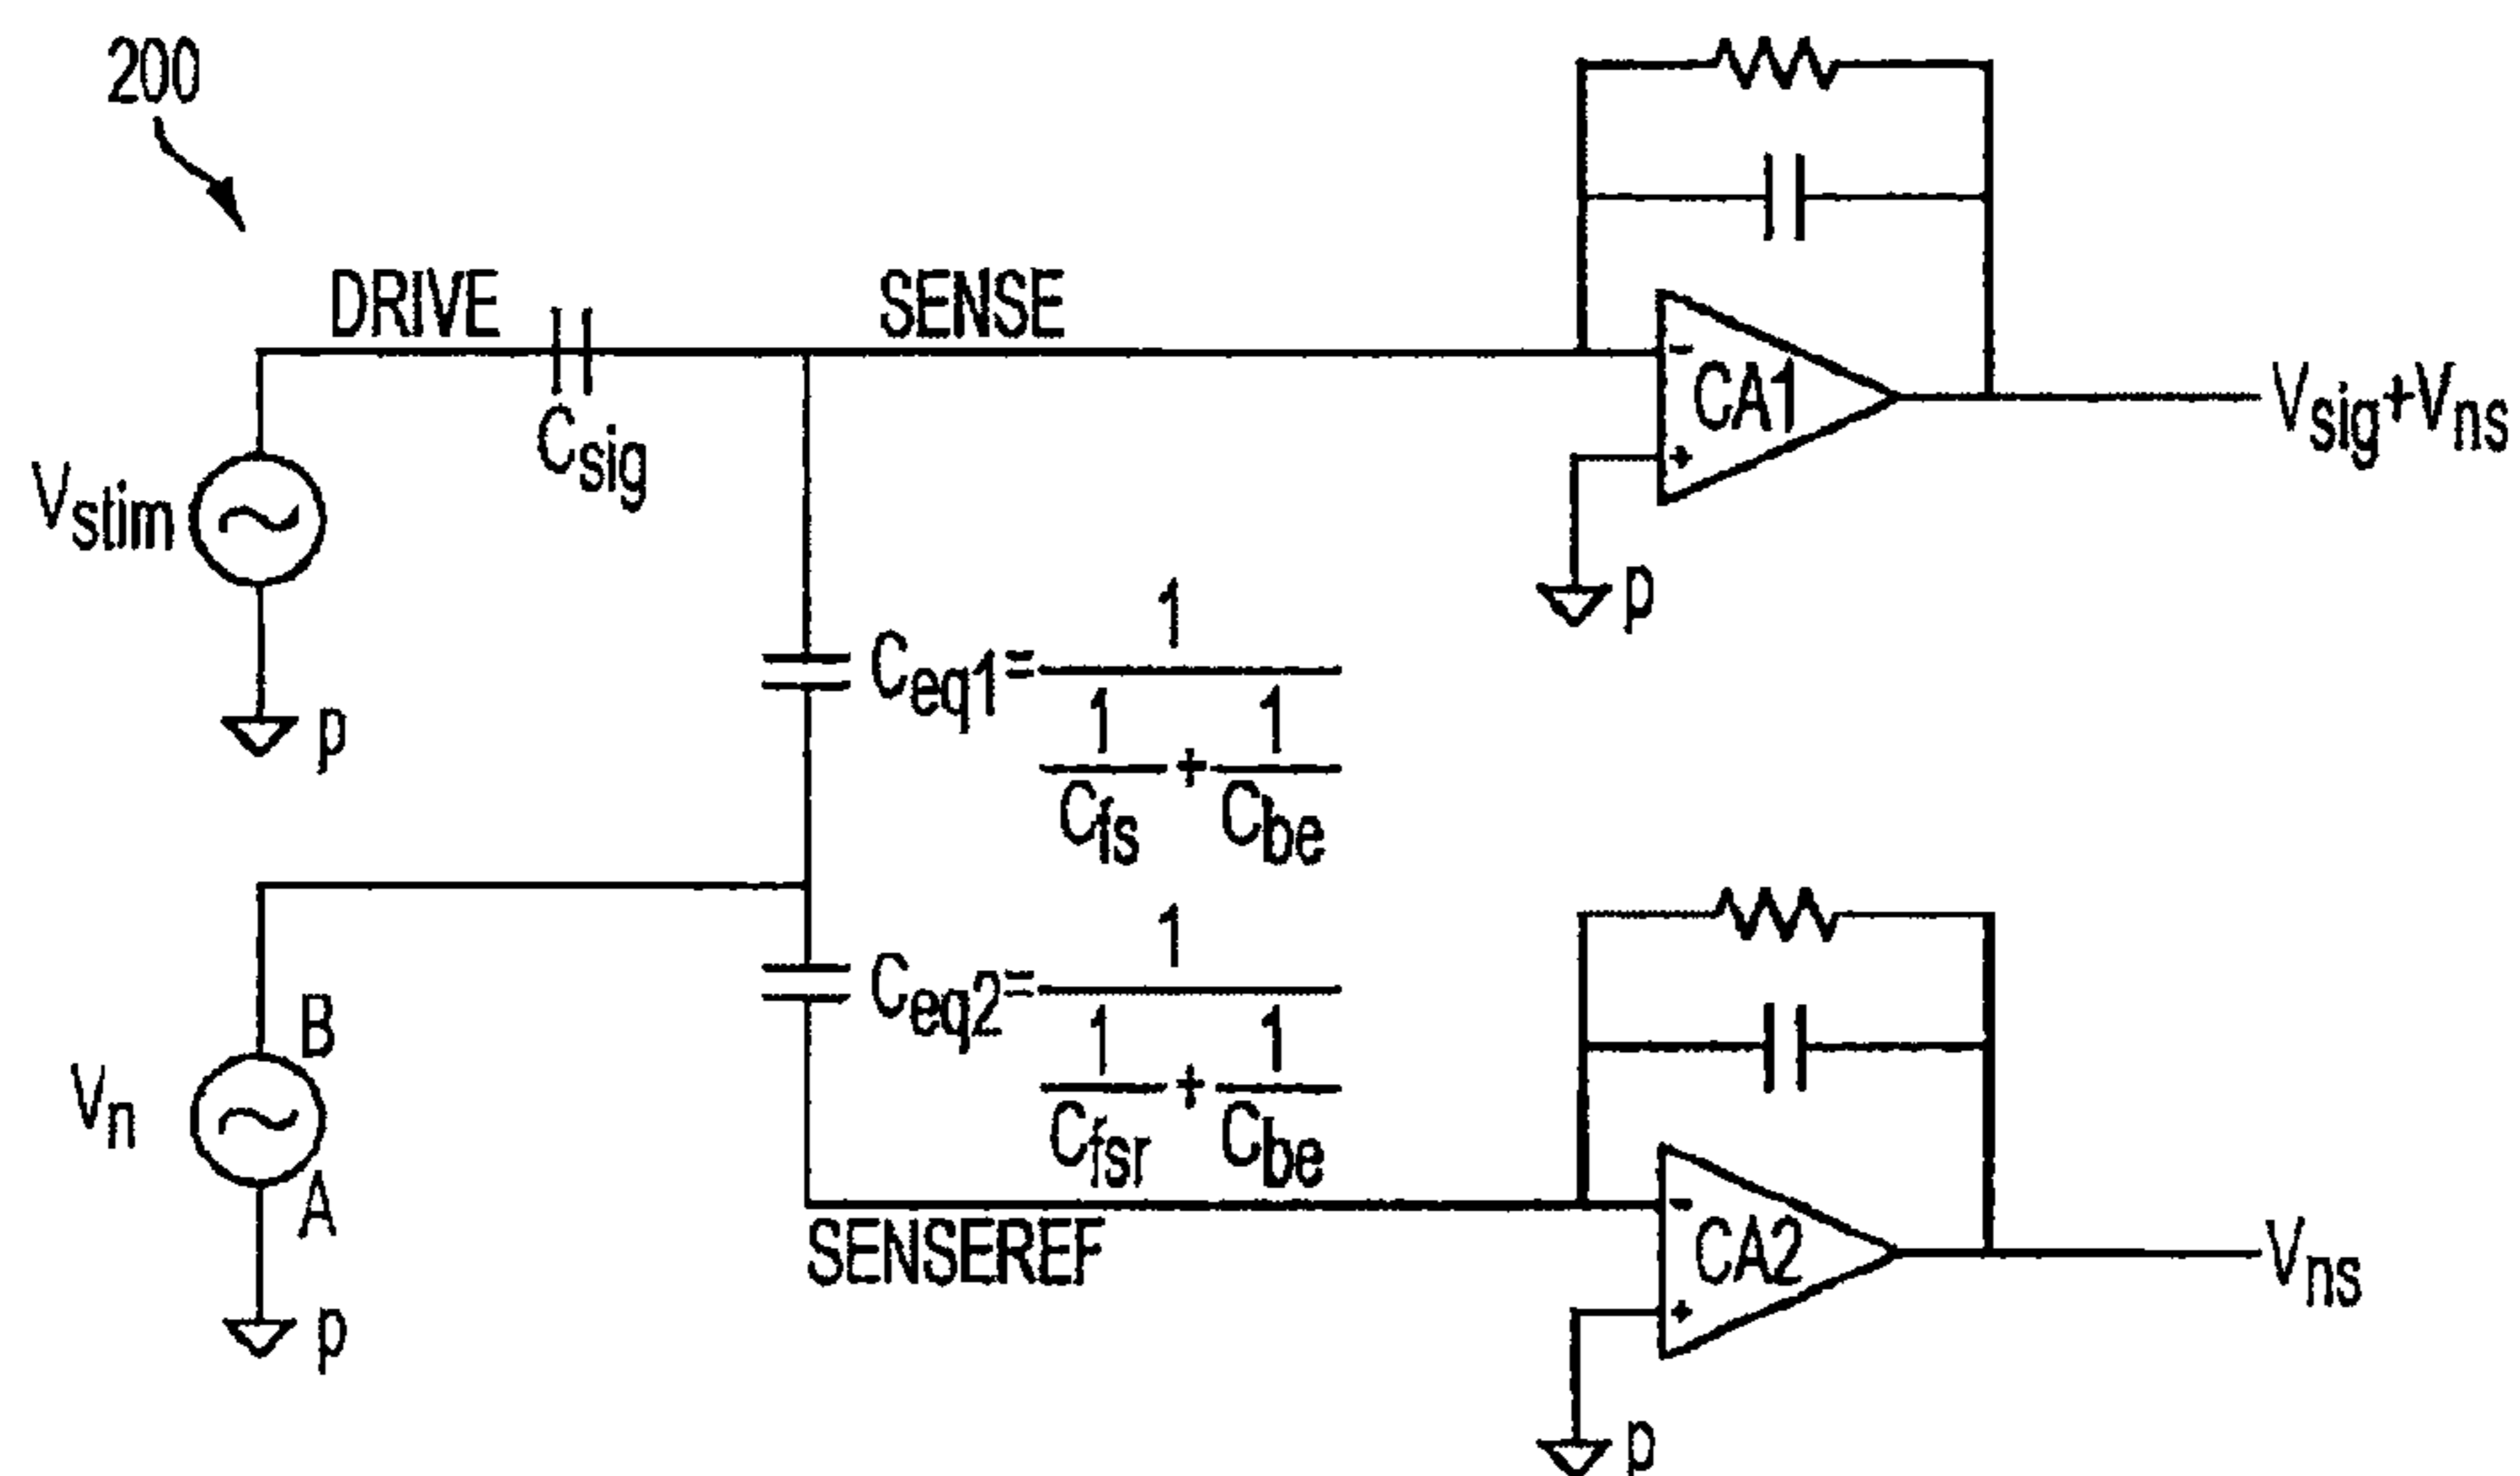 200
DRIVE
SENSE
Csig
Vstim
p
- CA1 +
p
Vsig+Vns
Ceq1= 1 / (1/Cfs + 1/Cbe)
Ceq2= 1 / (1/Cfsr + 1/Cbe)
Vn
B
A
p
SENSEREF
- CA2 +
p
Vns